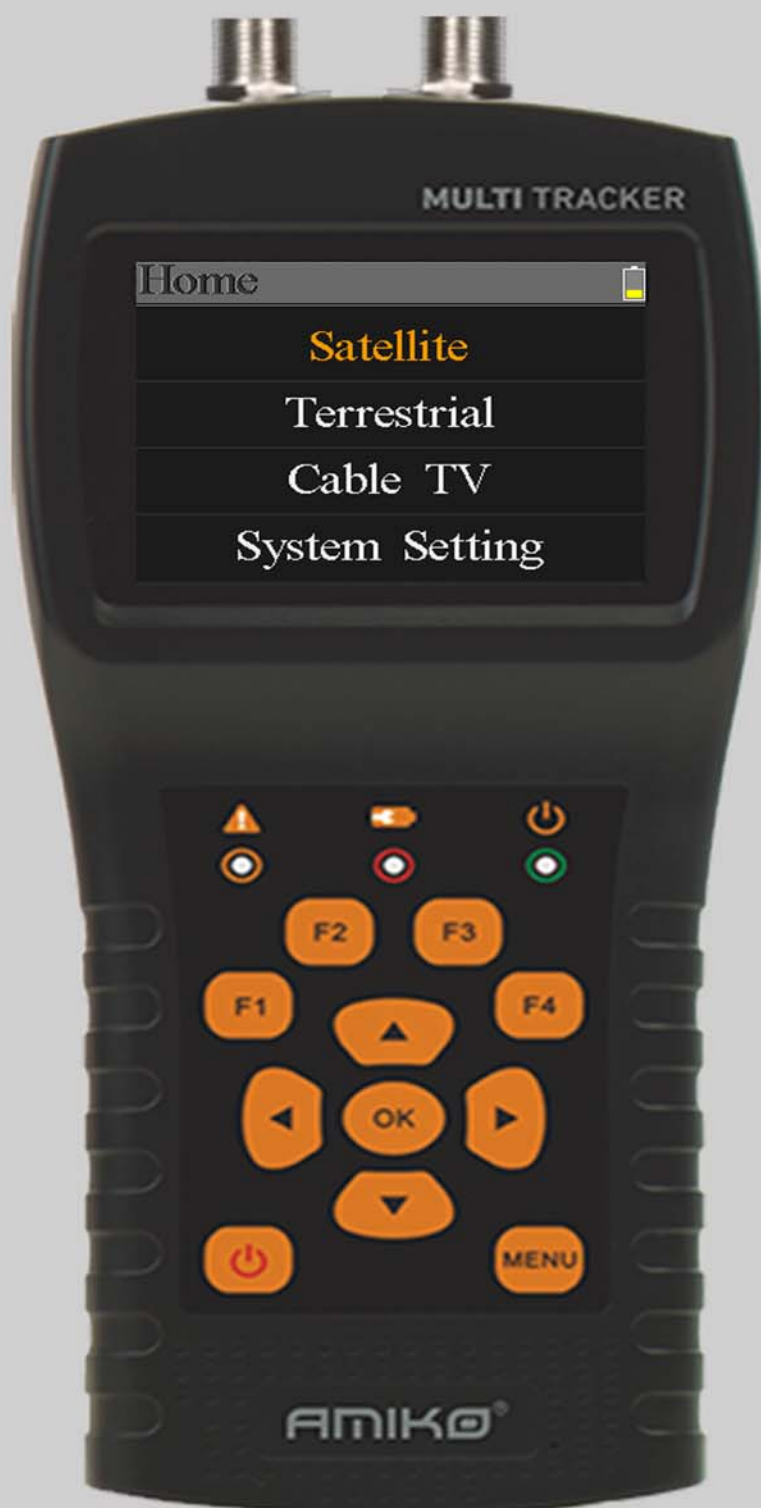 MULTI TRACKER
Home
Satellite
Terrestrial
Cable TV
System Setting
F2
F3
F1
F4
OK
MENU
AMIKO®